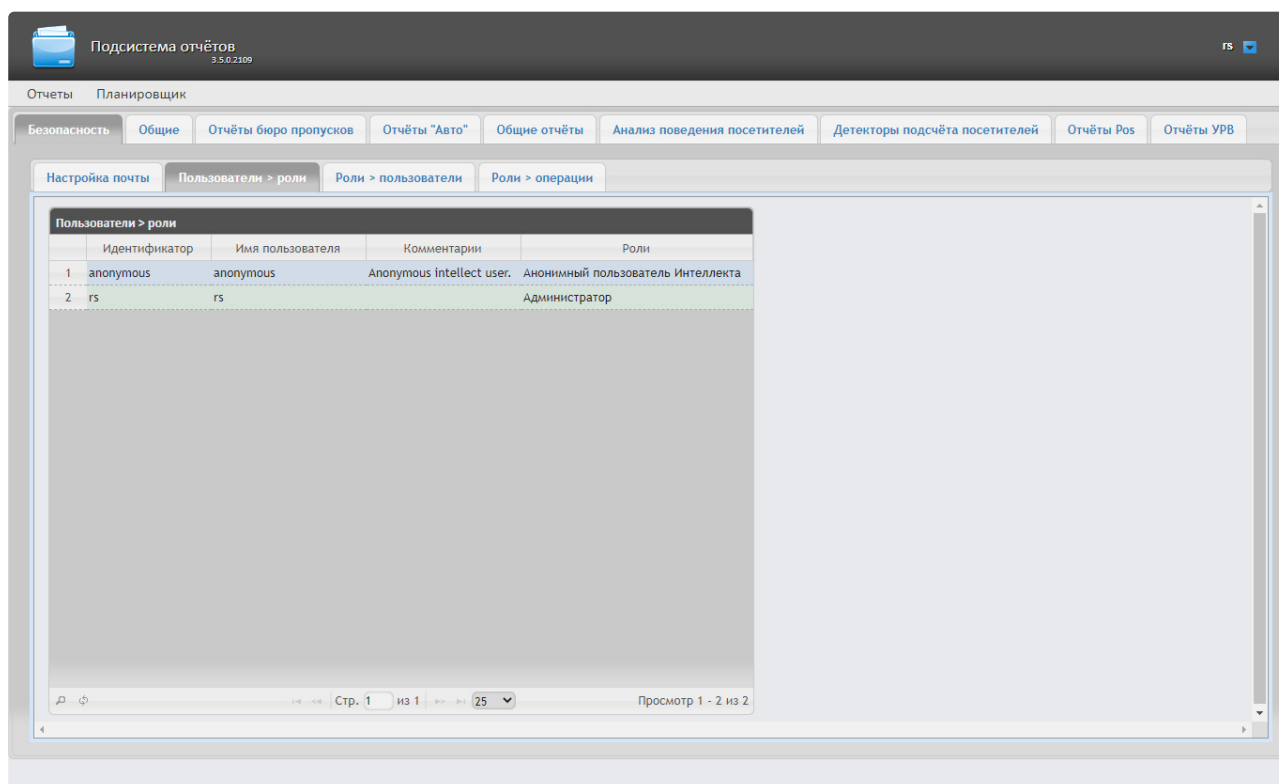 Подсистема отчётов
3.5.0.2109
rs
Отчеты Планировщик
Безопасность Общие Отчёты бюро пропусков Отчёты "Авто" Общие отчёты Анализ поведения посетителей Детекторы подсчёта посетителей Отчёты Pos Отчёты УРВ
Настройка почты Пользователи > роли Роли > пользователи Роли > операции
Пользователи > роли
Идентификатор Имя пользователя Комментарии Роли
1 anonymous anonymous Anonymous intellect user. Анонимный пользователь Интеллекта
2 rs rs Администратор
Стр. 1 из 1 25 Просмотр 1 - 2 из 2